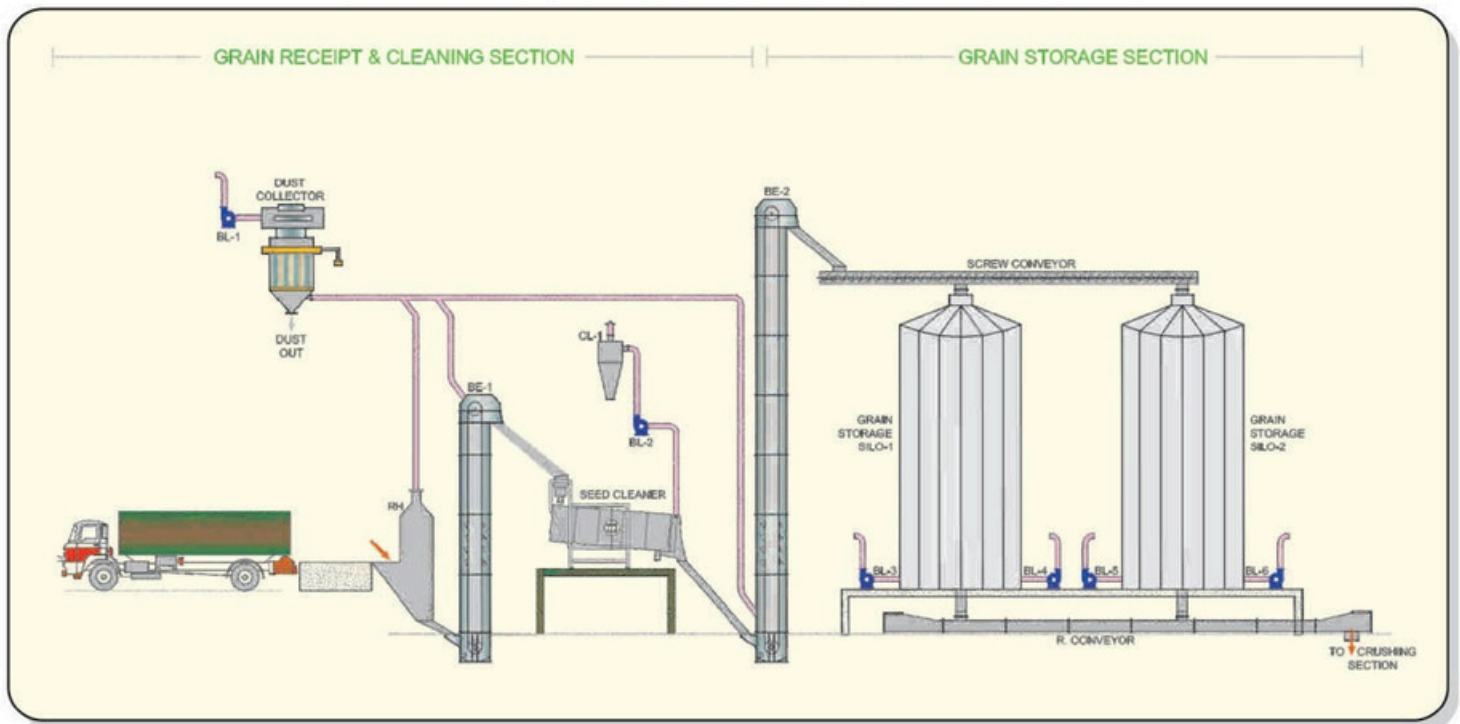 GRAIN RECEIPT & CLEANING SECTION
GRAIN STORAGE SECTION
DUST
COLLECTOR
BL-1
DUST
OUT
BE-2
SCREW CONVEYOR
CL-1
BL-2
BE-1
SEED CLEANER
RH
GRAIN
STORAGE
SILO-1
GRAIN
STORAGE
SILO-2
BL-3
BL-4
BL-5
BL-6
R. CONVEYOR
TO CRUSHING
SECTION